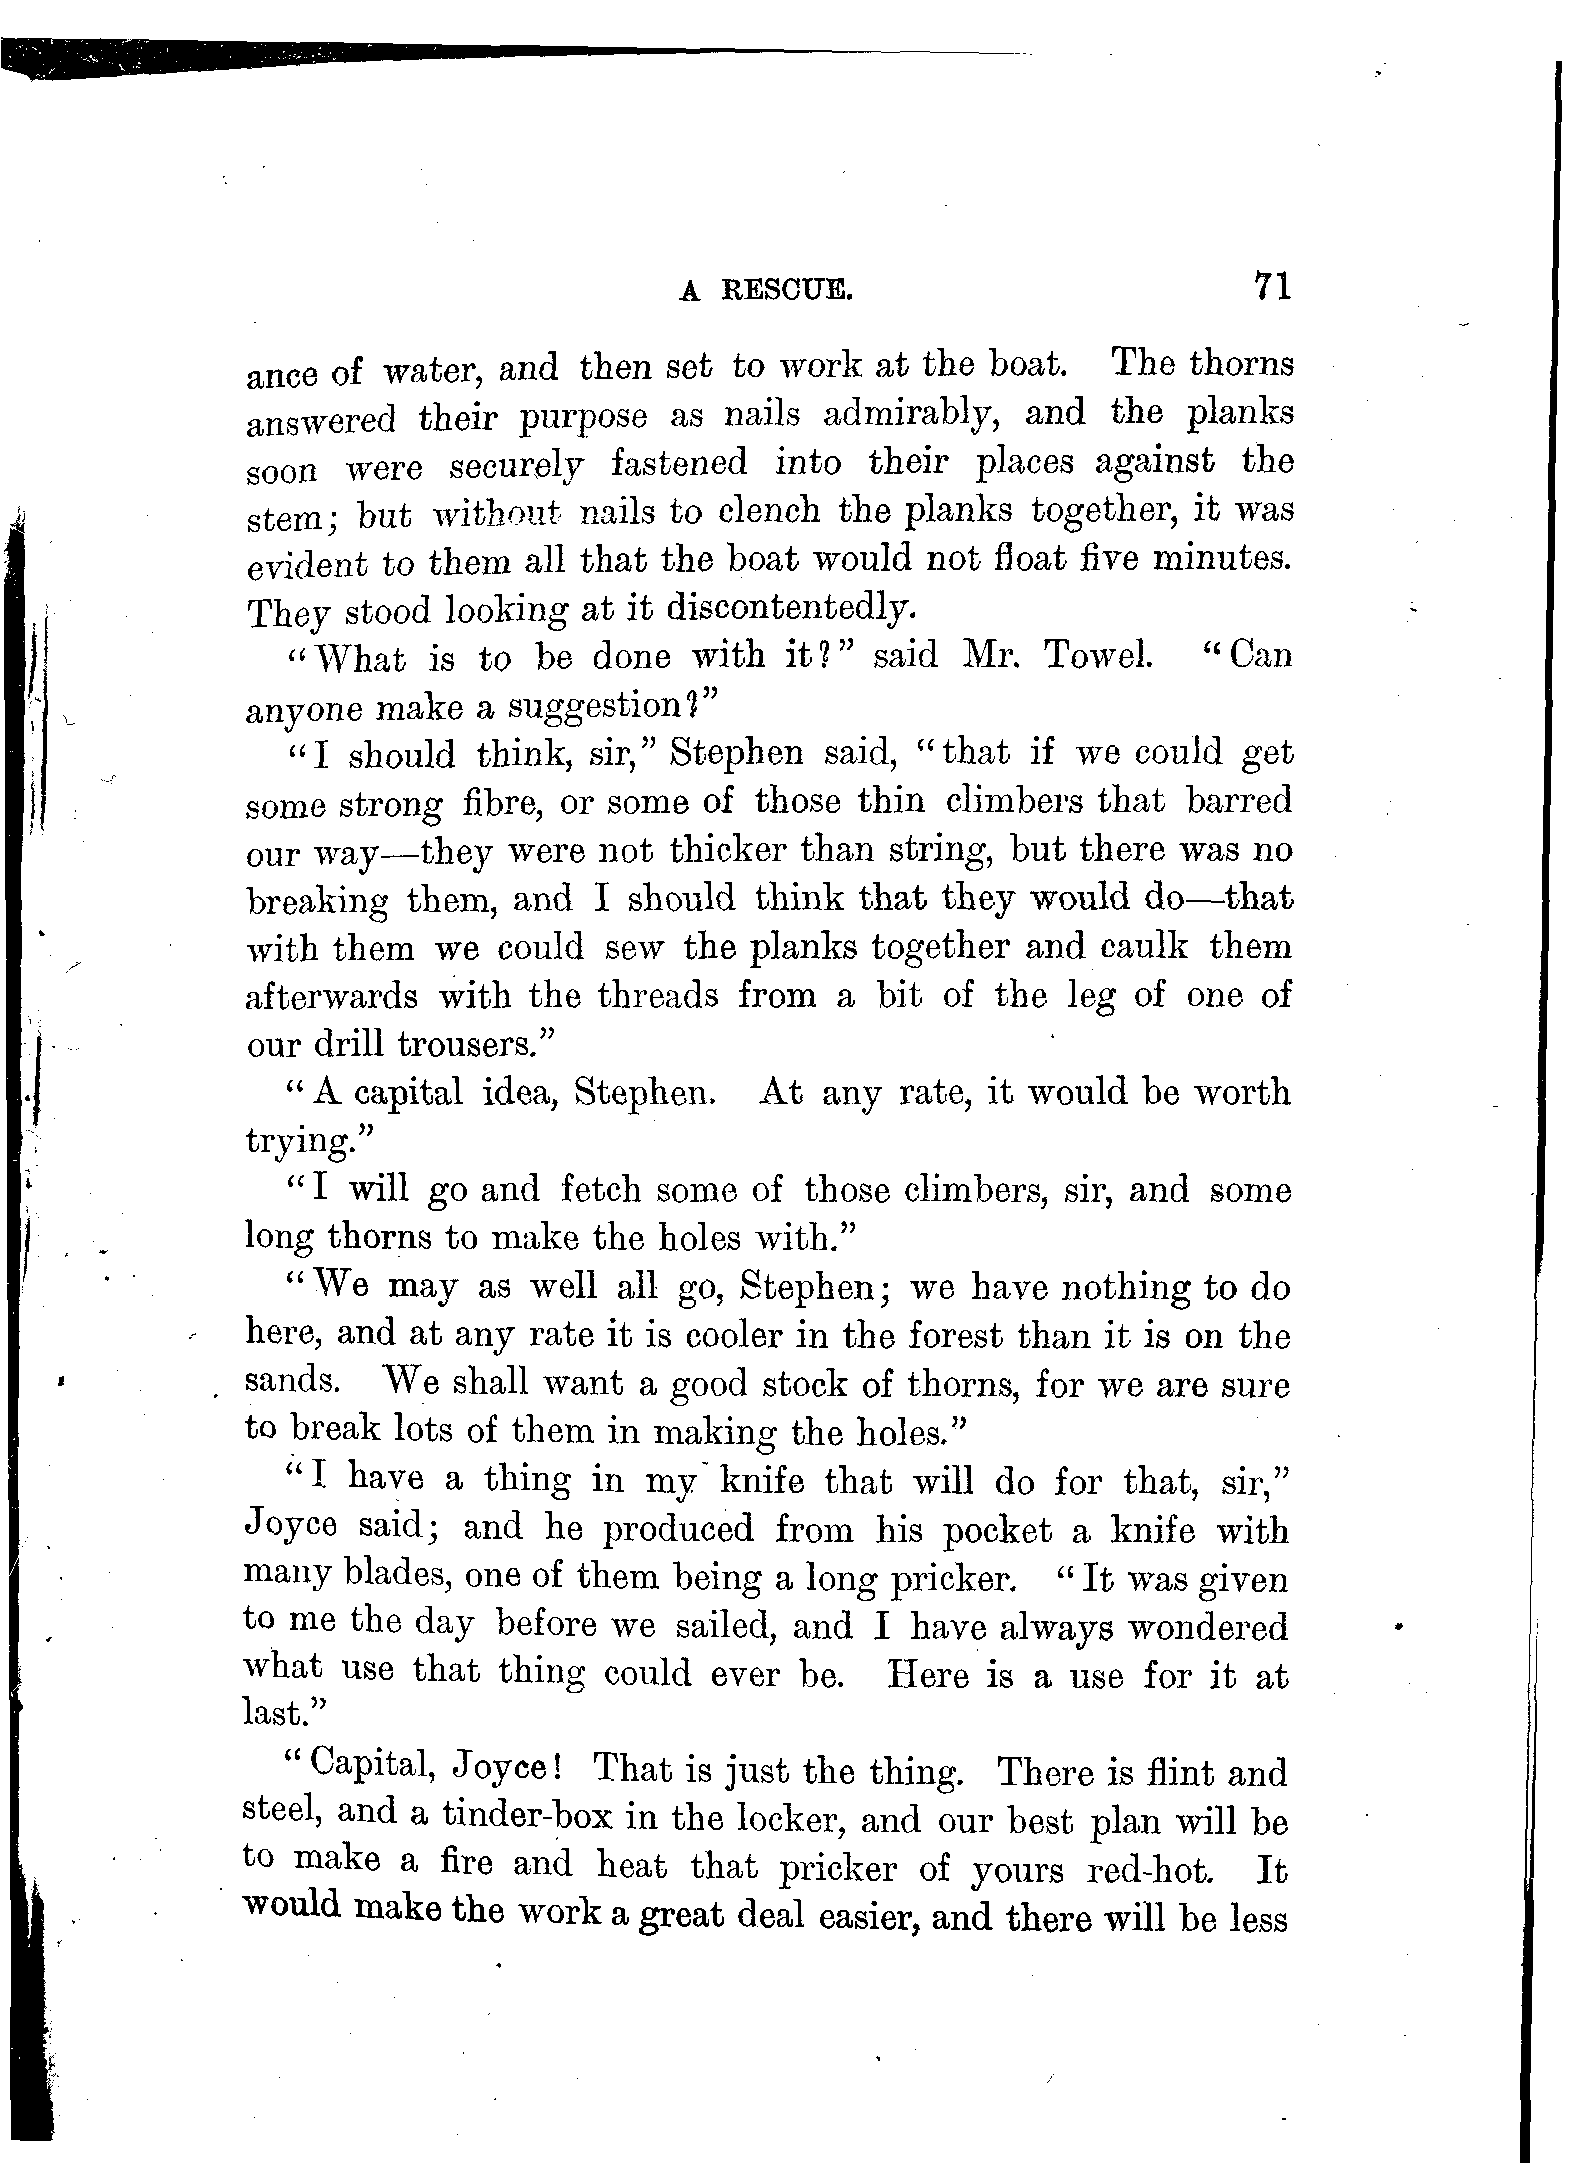 A RESCUE. 71
ance of water, and then set to work at the boat. The thorns
answered their purpose as nails admirably, and the planks
soon were securely fastened into their places against the
stem; but without nails to clench the planks together, it was
evident to them all that the boat would not float five minutes.
They stood looking at it discontentedly.
"What is to be done with it?" said Mr. Towel. "Can
anyone make a suggestion?"
"I should think, sir," Stephen said, "that if we could get
some strong fibre, or some of those thin climbers that barred
our way—they were not thicker than string, but there was no
breaking them, and I should think that they would do—that
with them we could sew the planks together and caulk them
afterwards with the threads from a bit of the leg of one of
our drill trousers."
"A capital idea, Stephen. At any rate, it would be worth
trying."
"I will go and fetch some of those climbers, sir, and some
long thorns to make the holes with."
"We may as well all go, Stephen; we have nothing to do
here, and at any rate it is cooler in the forest than it is on the
sands. We shall want a good stock of thorns, for we are sure
to break lots of them in making the holes."
"I have a thing in my knife that will do for that, sir,"
Joyce said; and he produced from his pocket a knife with
many blades, one of them being a long pricker. "It was given
to me the day before we sailed, and I have always wondered
what use that thing could ever be. Here is a use for it at
last."
"Capital, Joyce! That is just the thing. There is flint and
steel, and a tinder-box in the locker, and our best plan will be
to make a fire and heat that pricker of yours red-hot. It
would make the work a great deal easier, and there will be less